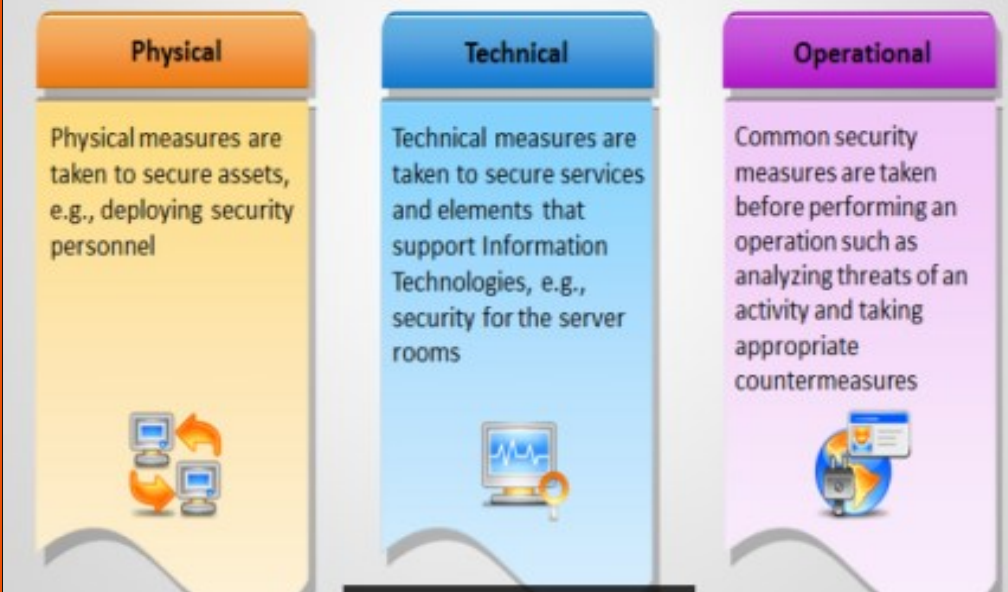 Physical
Physical measures are
taken to secure assets,
e.g., deploying security
personnel
Technical
Technical measures are
taken to secure services
and elements that
support Information
Technologies, e.g.,
security for the server
rooms
Operational
Common security
measures are taken
before performing an
operation such as
analyzing threats of an
activity and taking
appropriate
countermeasures